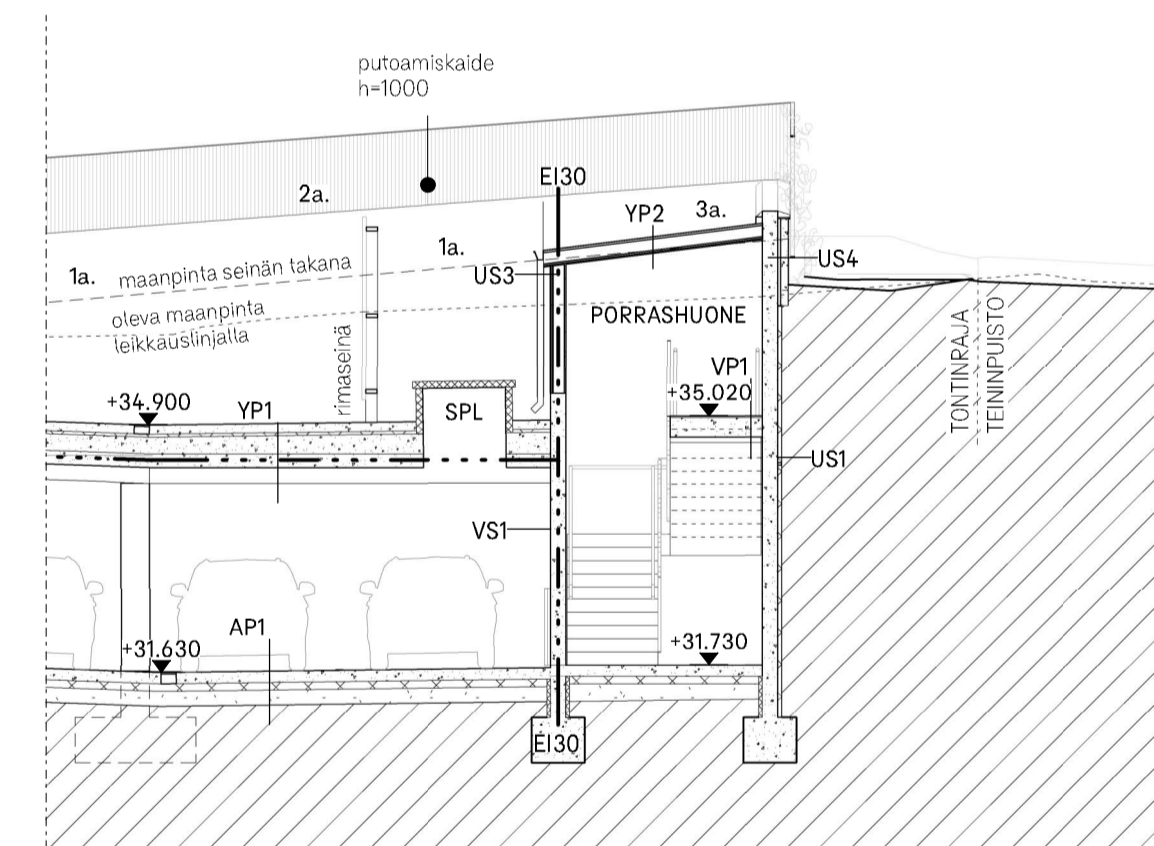 putoamiskaide
h=1000
EI30
2a.
YP2
3a.
1a.
1a.
maanpinta seinän takana
US3
US4
oleva maanpinta
leikkauslinjalla
PORRASHUONE
rimaseinä
TONTINRAJA
TEININPUISTO
VP1
+34.900
YP1
SPL
+35.020
US1
VS1
AP1
+31.630
+31.730
EI30